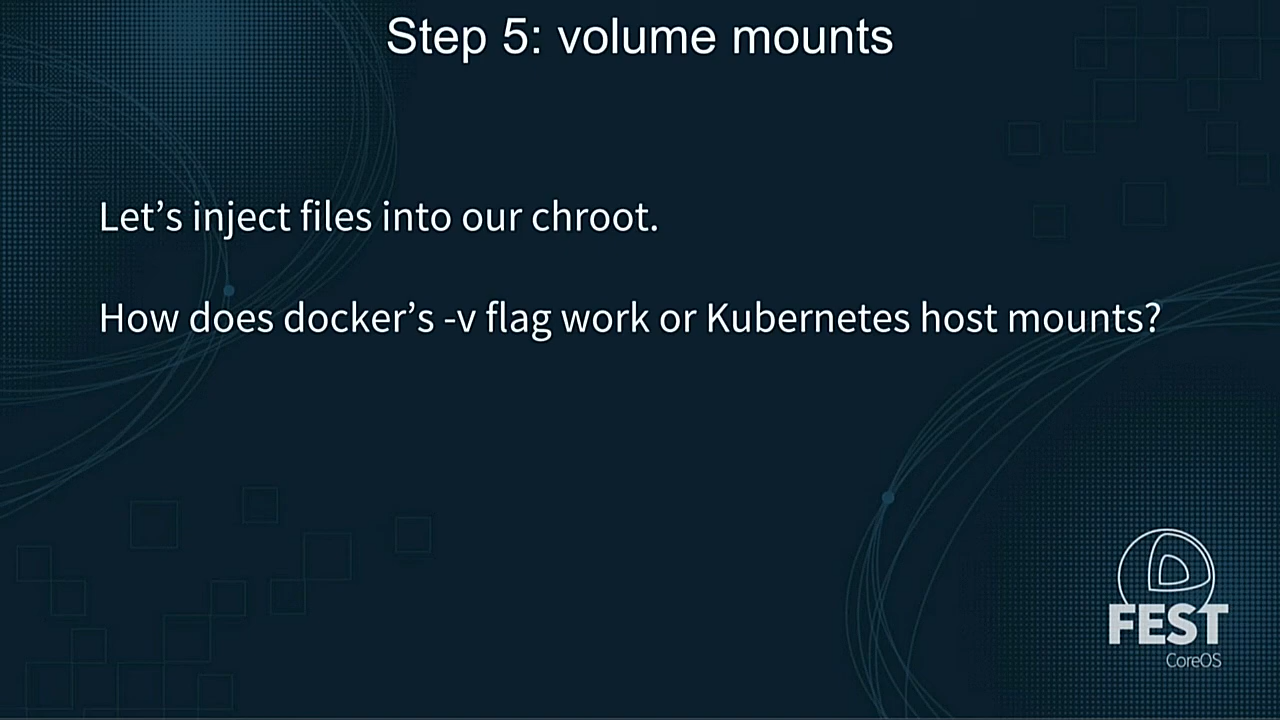 Step 5: volume mounts
Let’s inject files into our chroot.
How does docker’s -v flag work or Kubernetes host mounts?
FEST
CoreOS